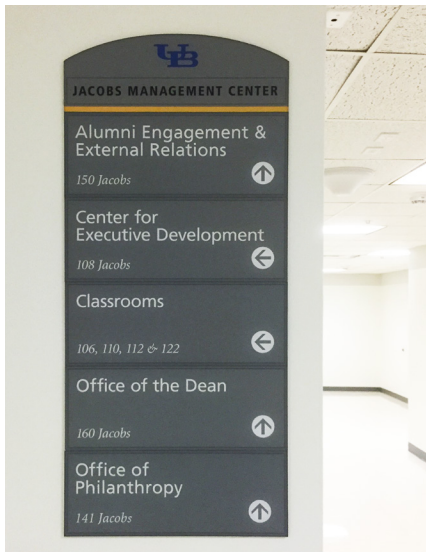 UB
JACOBS MANAGEMENT CENTER
Alumni Engagement &
External Relations
150 Jacobs
Center for
Executive Development
108 Jacobs
Classrooms
106, 110, 112 & 122
Office of the Dean
160 Jacobs
Office of
Philanthropy
141 Jacobs